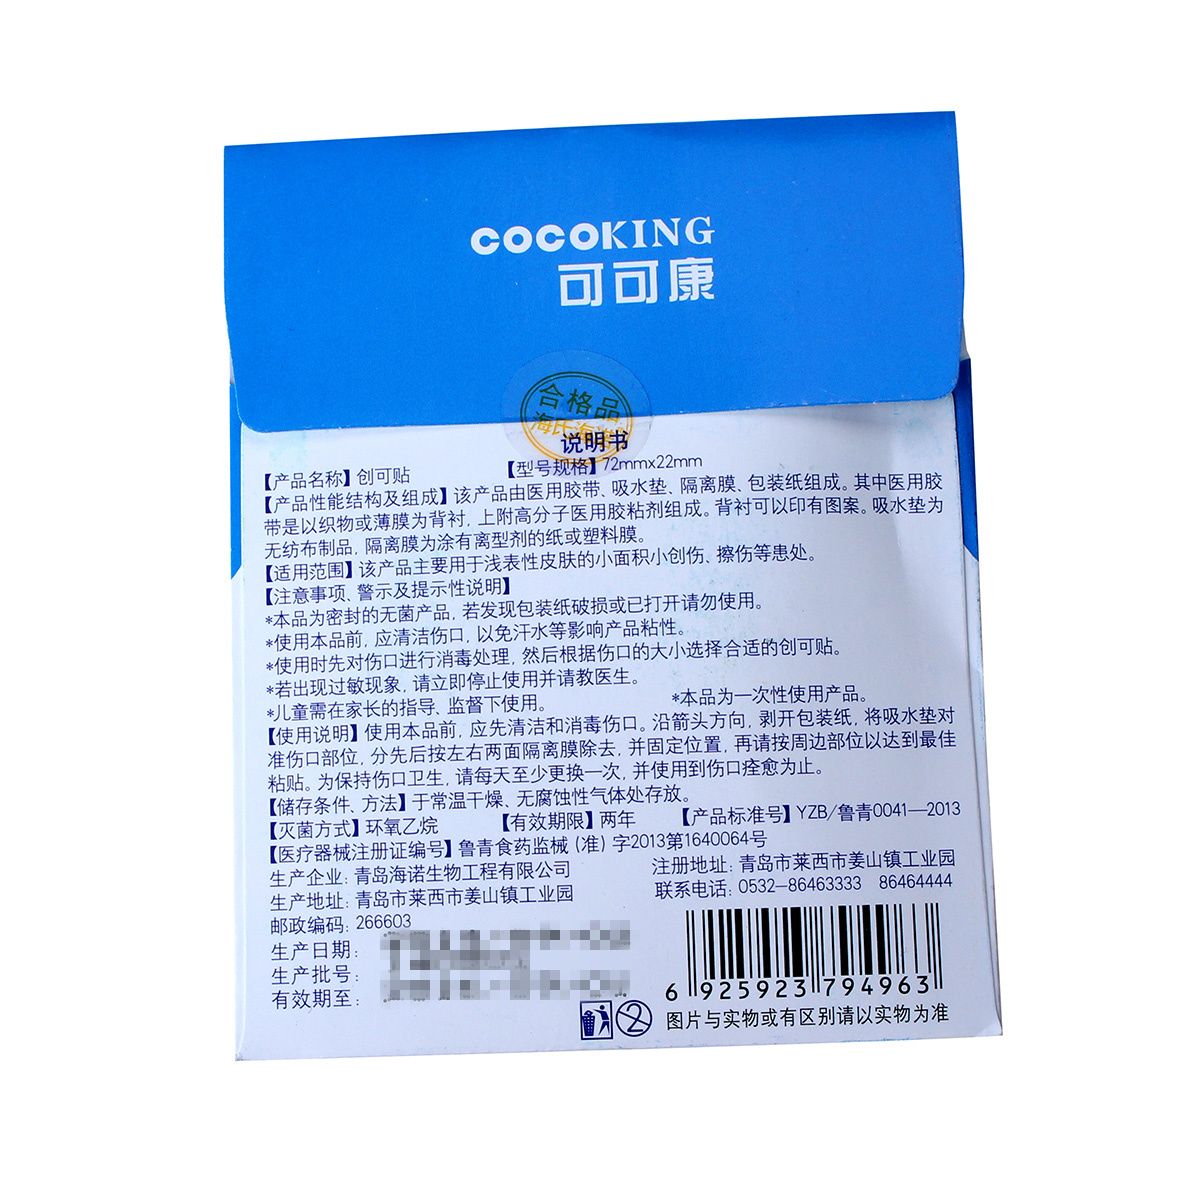 COCOKING
可可康
合格品
说明书
【产品名称】创可贴 【型号规格】72mmx22mm
【产品性能结构及组成】该产品由医用胶带、吸水垫、隔离膜、包装纸组成。其中医用胶
带是以织物或薄膜为背衬,上附高分子医用胶粘剂组成。背衬可以印有图案。吸水垫为
无纺布制品,隔离膜为涂有离型剂的纸或塑料膜。
【适用范围】该产品主要用于浅表性皮肤的小面积小创伤、擦伤等患处。
【注意事项、警示及提示性说明】
*本品为密封的无菌产品,若发现包装纸破损或已打开请勿使用。
*使用本品前,应清洁伤口,以免汗水等影响产品粘性。
*使用时先对伤口进行消毒处理,然后根据伤口的大小选择合适的创可贴。
*若出现过敏现象,请立即停止使用并请教医生。
*儿童需在家长的指导、监督下使用。 *本品为一次性使用产品。
【使用说明】使用本品前,应先清洁和消毒伤口。沿箭头方向,剥开包装纸,将吸水垫对
准伤口部位,分先后按左右两面隔离膜除去,并固定位置,再请按周边部位以达到最佳
粘贴。为保持伤口卫生,请每天至少更换一次,并使用到伤口痊愈为止。
【储存条件、方法】于常温干燥、无腐蚀性气体处存放。
【灭菌方式】环氧乙烷 【有效期限】两年 【产品标准号】YZB/鲁青0041—2013
【医疗器械注册证编号】鲁青食药监械(准)字2013第1640064号
生产企业:青岛海诺生物工程有限公司 注册地址:青岛市莱西市姜山镇工业园
生产地址:青岛市莱西市姜山镇工业园 联系电话:0532-86463333 86464444
邮政编码:266603
生产日期:
生产批号:
有效期至:
6 925923 794963
2
图片与实物或有区别请以实物为准